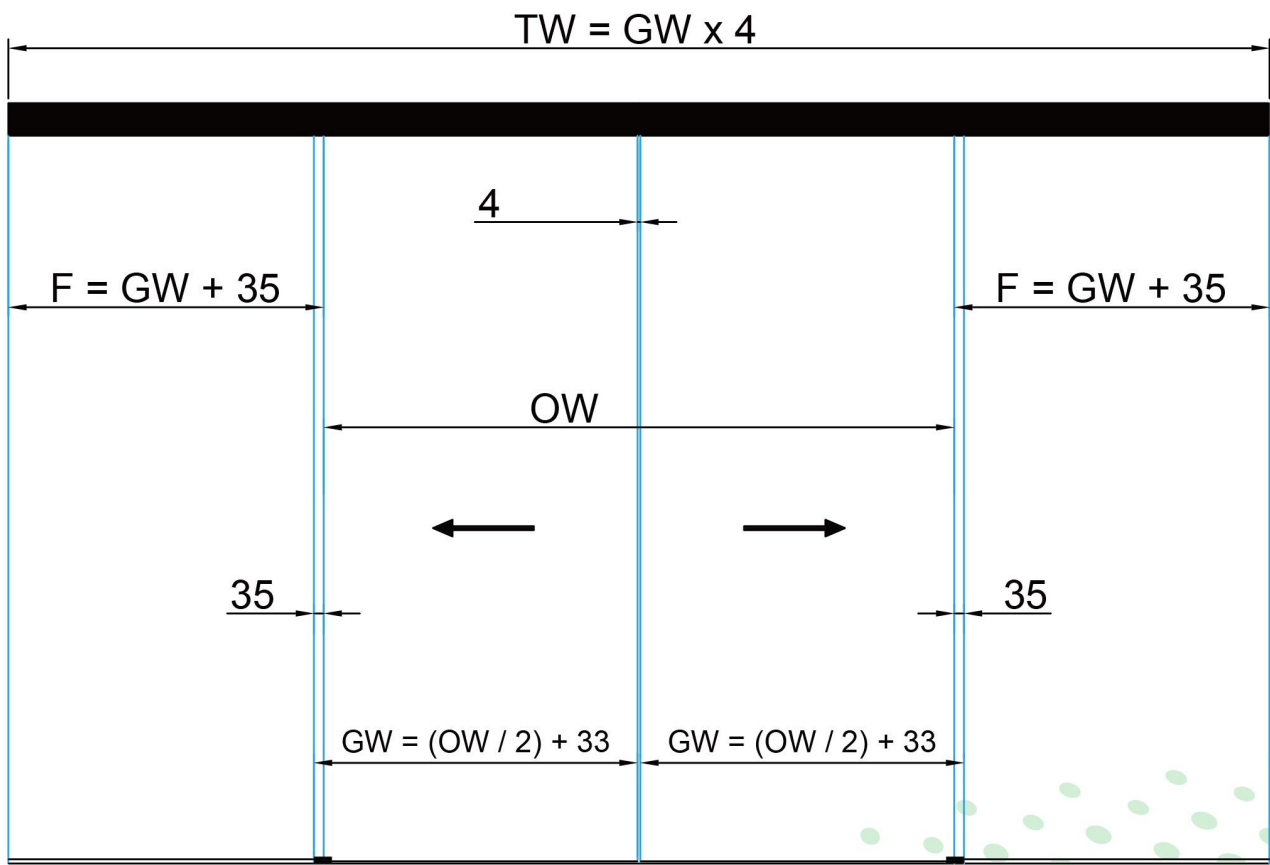 TW = GW x 4
4
F = GW + 35
F = GW + 35
OW
35
35
GW = (OW / 2) + 33
GW = (OW / 2) + 33